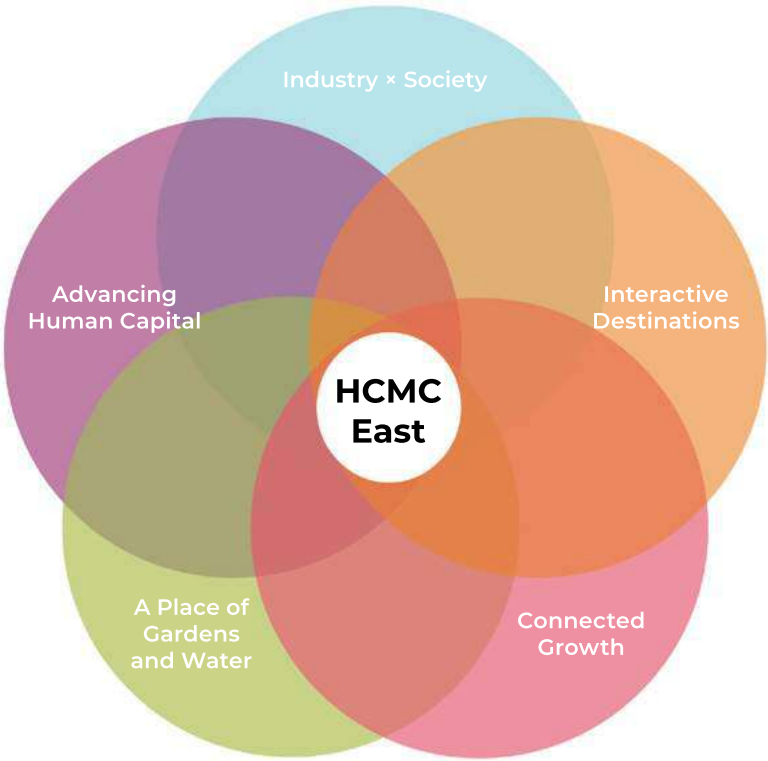 Industry × Society
Advancing
Human Capital
Interactive
Destinations
HCMC
East
A Place of
Gardens
and Water
Connected
Growth